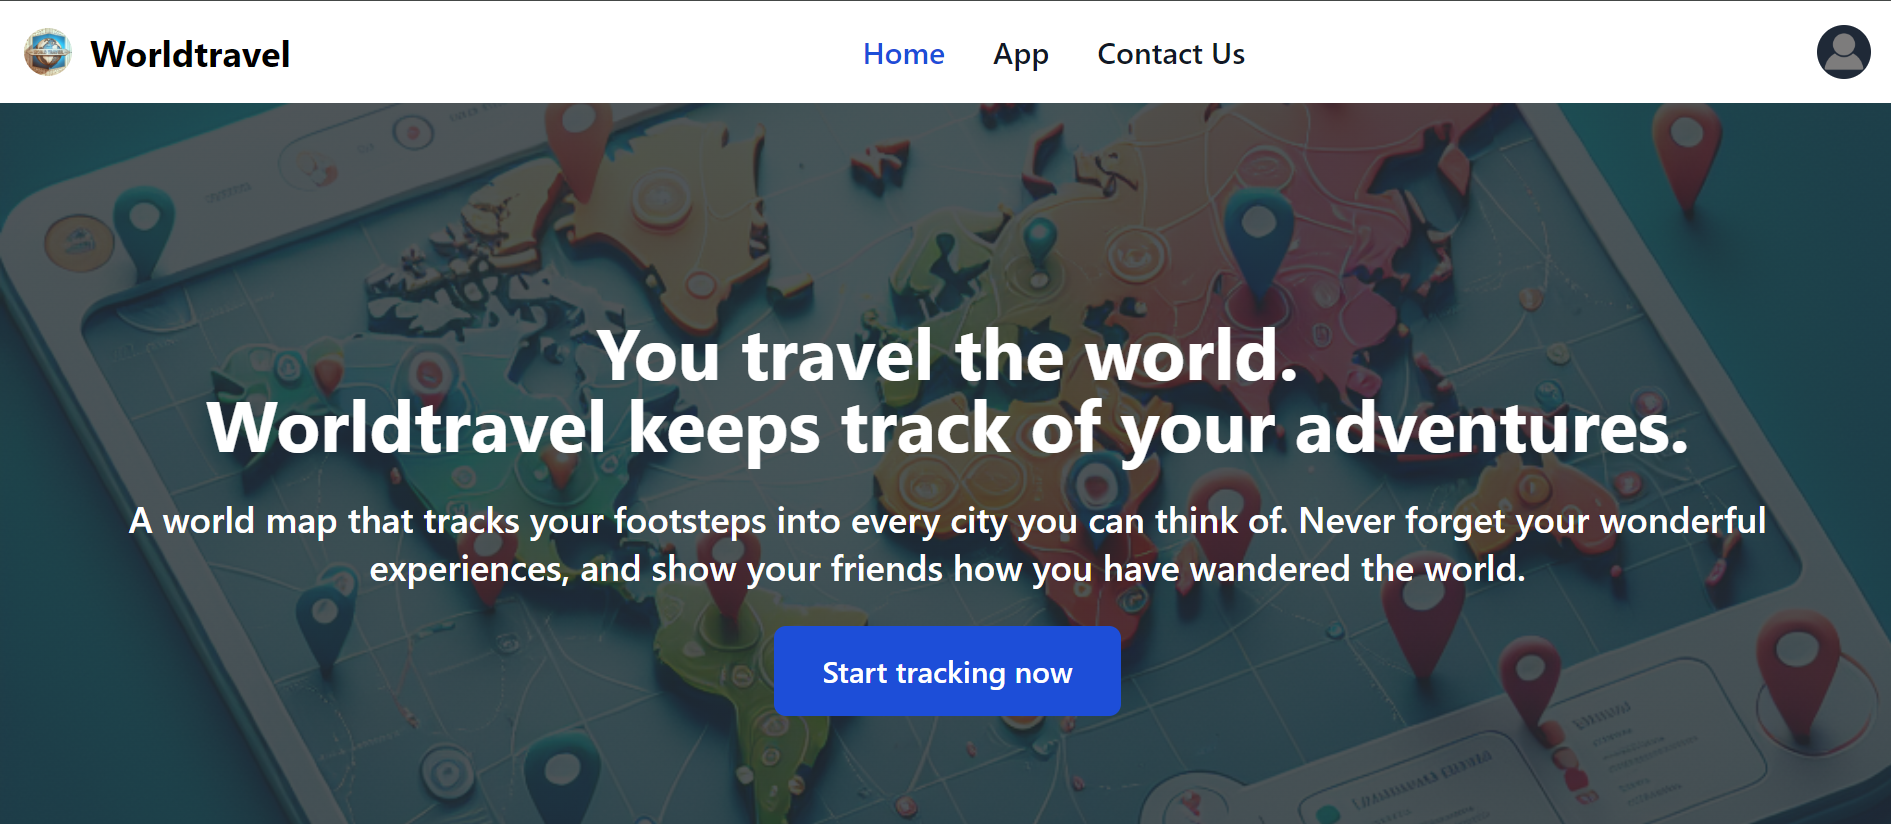 Worldtravel
Home
App
Contact Us
You travel the world.
Worldtravel keeps track of your adventures.
A world map that tracks your footsteps into every city you can think of. Never forget your wonderful
experiences, and show your friends how you have wandered the world.
Start tracking now